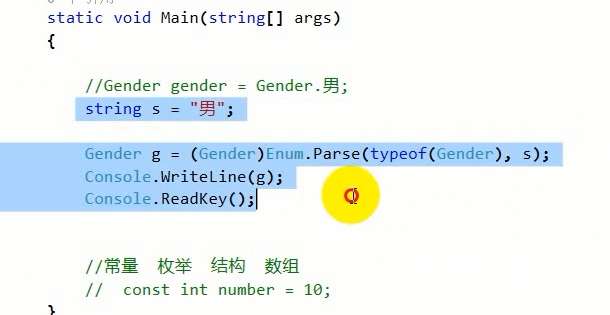 static void Main(string[] args)
{
//Gender gender = Gender.男;
string s = "男";
Gender g = (Gender)Enum.Parse(typeof(Gender), s);
Console.WriteLine(g);
Console.ReadKey();
//常量 枚举 结构 数组
// const int number = 10;
}